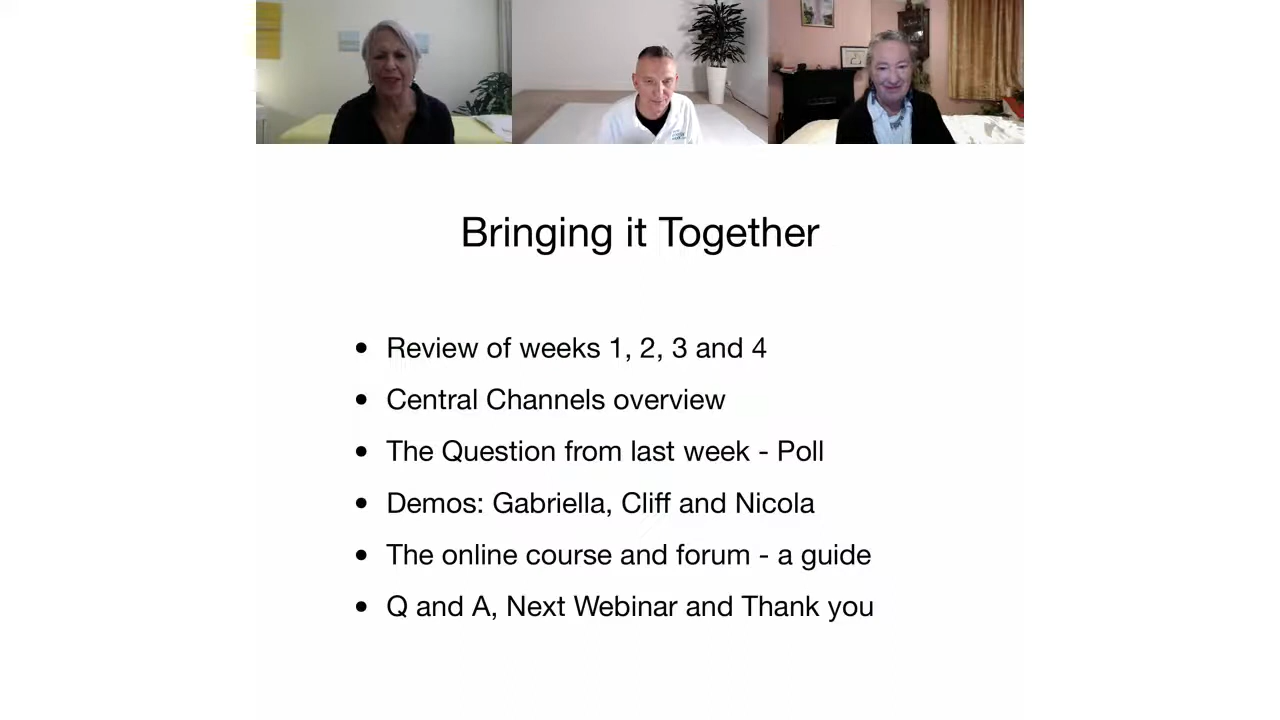 Bringing it Together
• Review of weeks 1, 2, 3 and 4
• Central Channels overview
• The Question from last week - Poll
• Demos: Gabriella, Cliff and Nicola
• The online course and forum - a guide
• Q and A, Next Webinar and Thank you